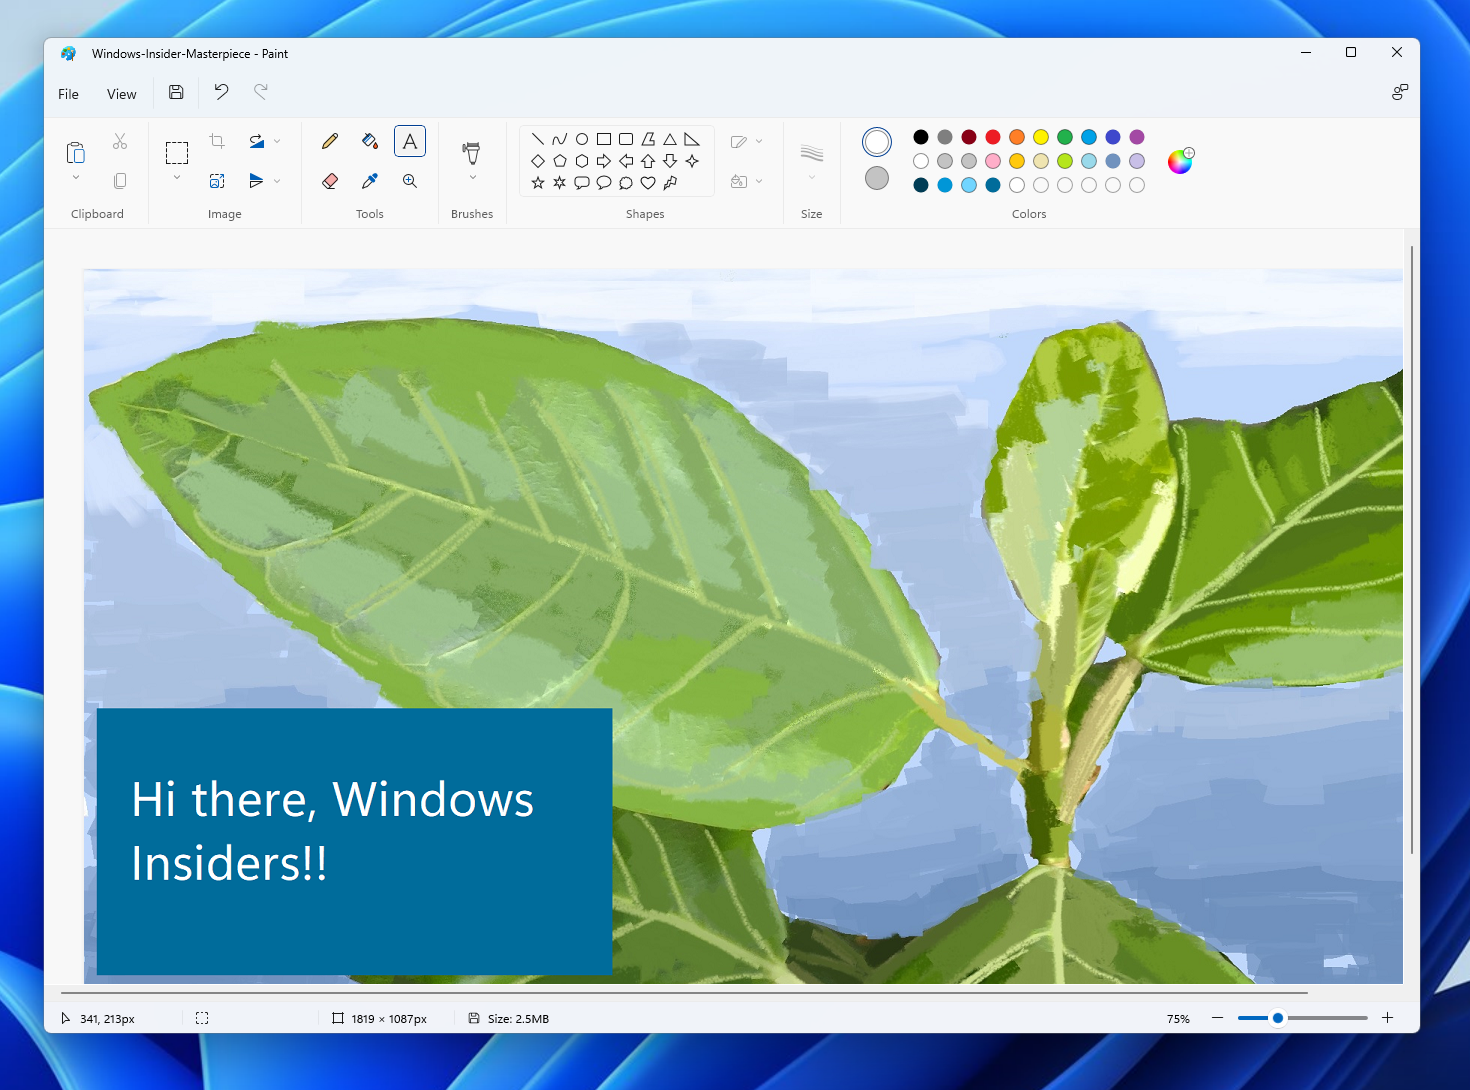 Windows-Insider-Masterpiece - Paint
File View
Clipboard Image Tools Brushes Shapes Size Colors
Hi there, Windows
Insiders!!
341, 213px 1819 × 1087px Size: 2.5MB 75%